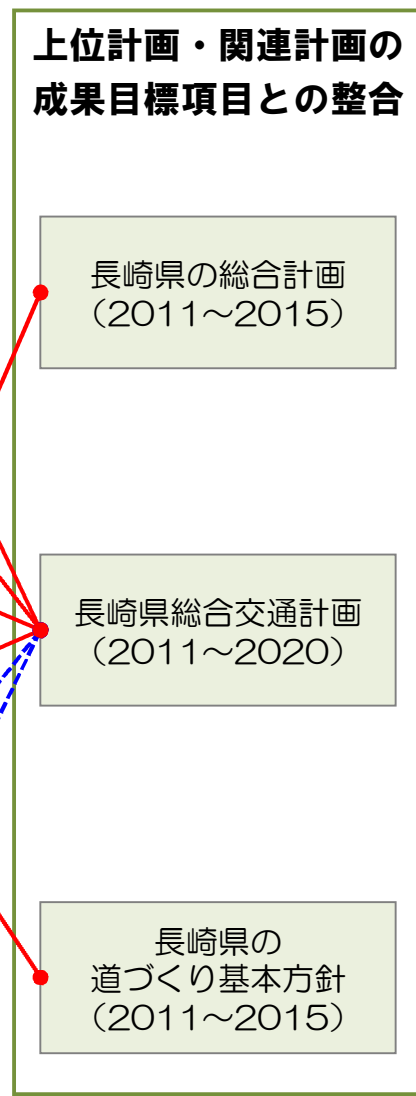 上位計画・関連計画の
成果目標項目との整合
長崎県の総合計画
（2011～2015）
長崎県総合交通計画
（2011～2020）
長崎県の
道づくり基本方針
（2011～2015）